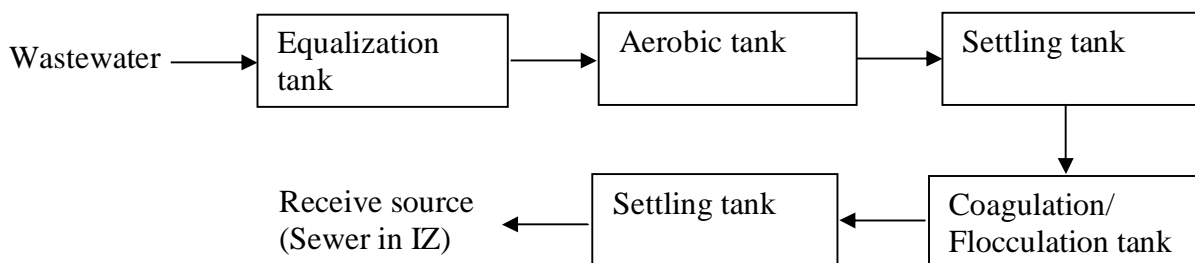 Wastewater
Equalization
tank
Aerobic tank
Settling tank
Coagulation/
Flocculation tank
Settling tank
Receive source
(Sewer in IZ)